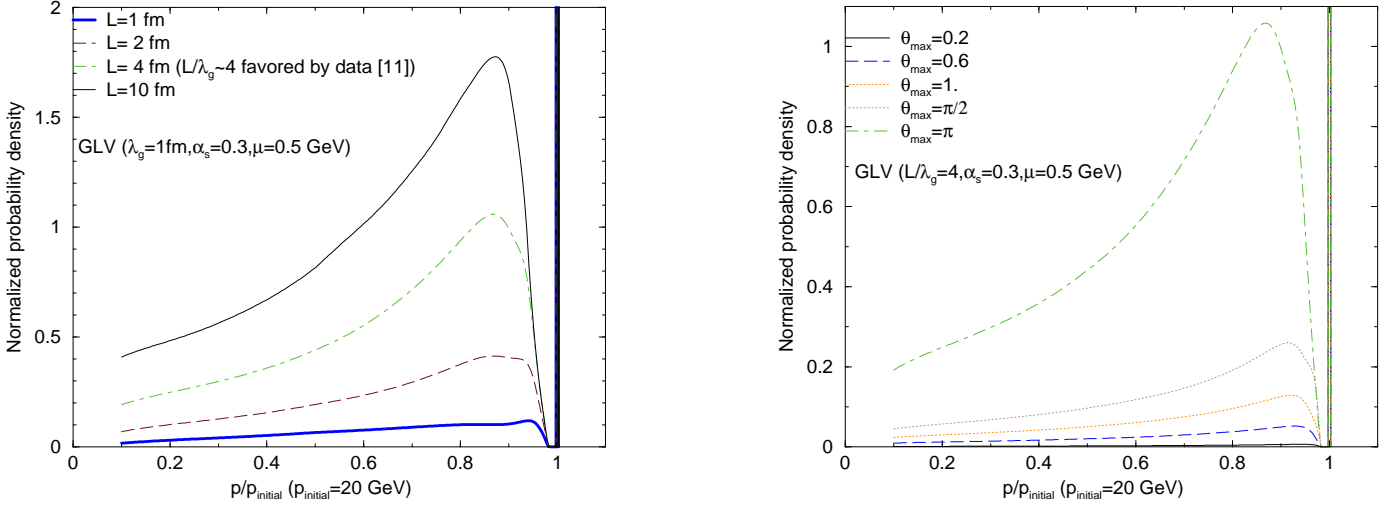 L=1 fm
L= 2 fm
L= 4 fm (L/λg~4 favored by data [11])
L=10 fm
GLV (λg=1fm,αs=0.3,μ=0.5 GeV)
Normalized probability density
2
1.5
1
0.5
0
0
0.2
0.4
0.6
0.8
1
p/pinitial (pinitial=20 GeV)
θmax=0.2
θmax=0.6
θmax=1.
θmax=π/2
θmax=π
GLV (L/λg=4,αs=0.3,μ=0.5 GeV)
Normalized probability density
1
0.8
0.6
0.4
0.2
0
0
0.2
0.4
0.6
0.8
1
p/pinitial (pinitial=20 GeV)